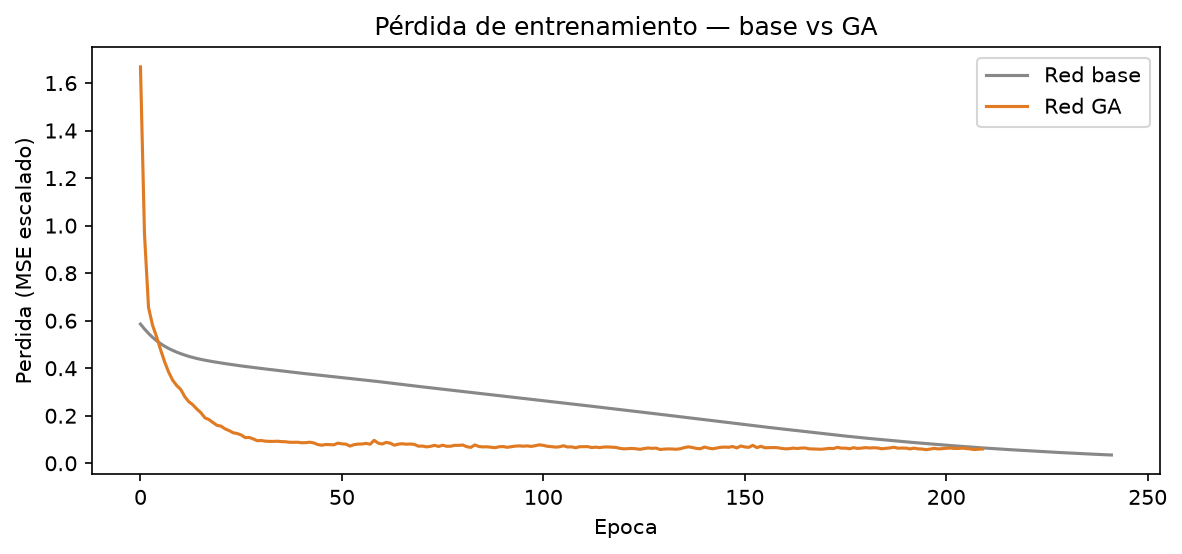 Pérdida de entrenamiento — base vs GA
Red base
Red GA
Perdida (MSE escalado)
1.6
1.4
1.2
1.0
0.8
0.6
0.4
0.2
0.0
0 50 100 150 200 250
Epoca